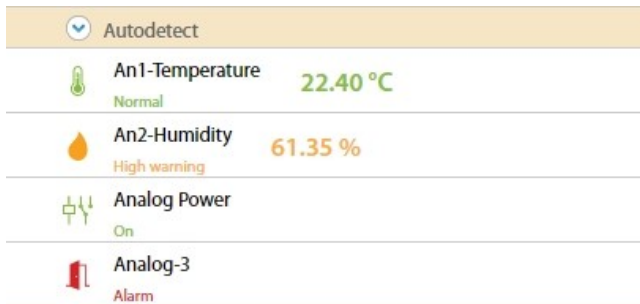 Autodetect
An1-Temperature 22.40 °C
Normal
An2-Humidity 61.35 %
High warning
Analog Power
On
Analog-3
Alarm